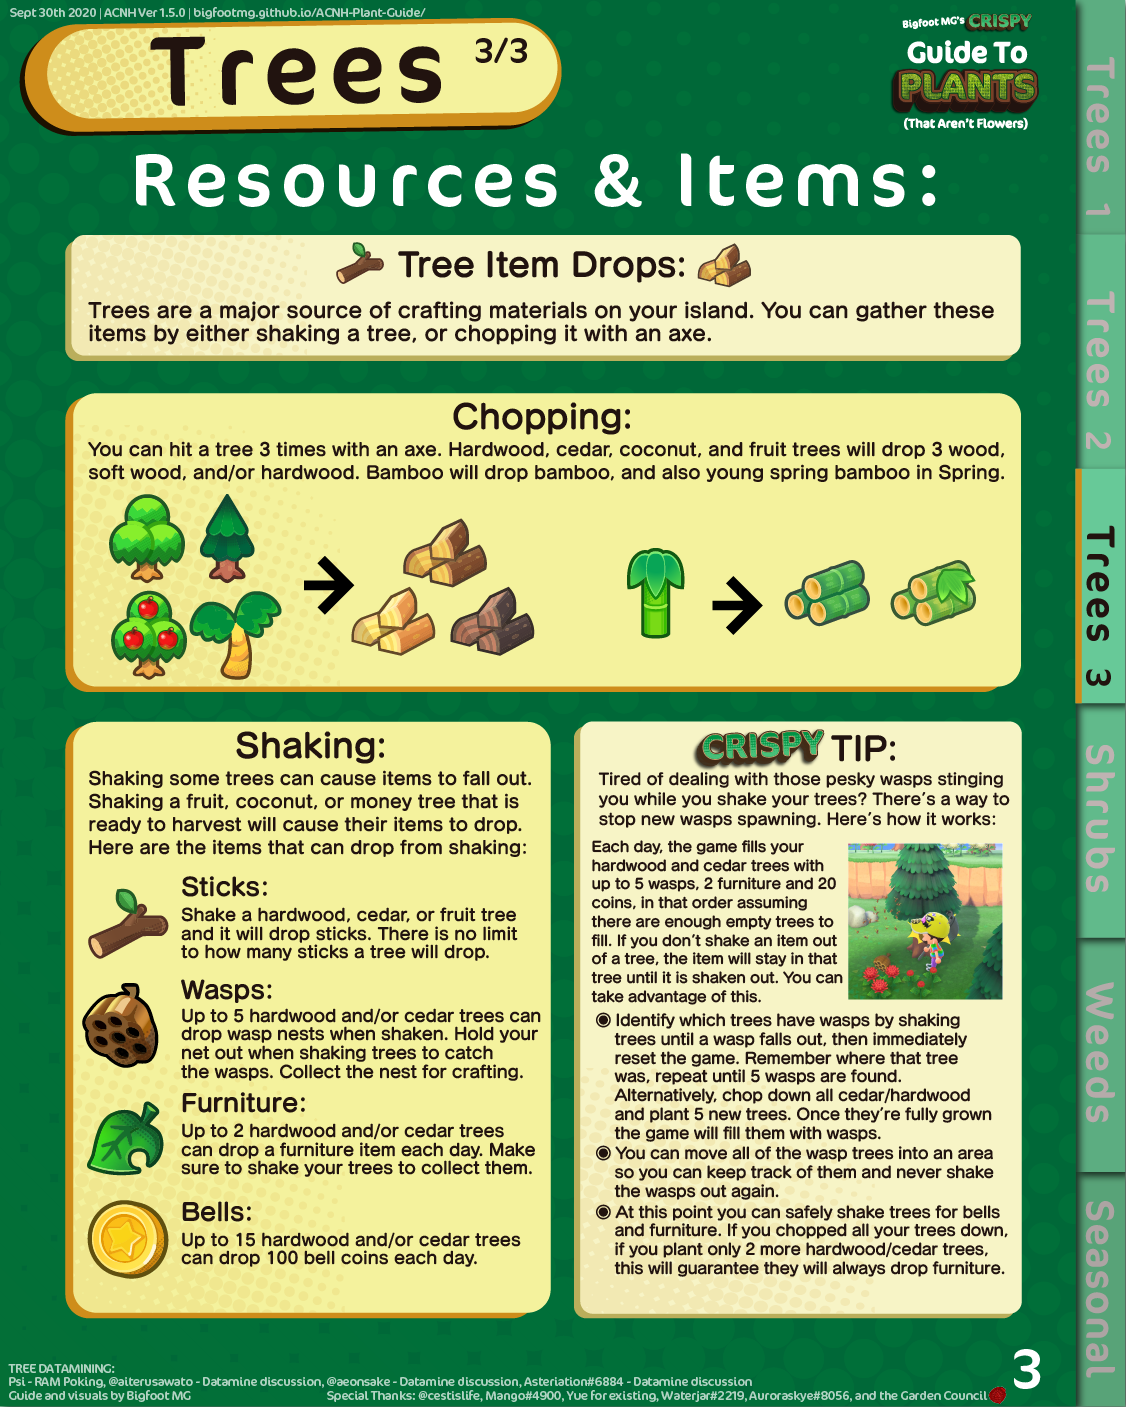 Sept 30th 2020 | ACNH Ver 1.5.0 | bigfootmg.github.io/ACNH-Plant-Guide/
Trees 3/3
Bigfoot MG's CRISPY
Guide To
PLANTS
(That Aren't Flowers)
Resources & Items:
Tree Item Drops:
Trees are a major source of crafting materials on your island. You can gather these
items by either shaking a tree, or chopping it with an axe.
Chopping:
You can hit a tree 3 times with an axe. Hardwood, cedar, coconut, and fruit trees will drop 3 wood,
soft wood, and/or hardwood. Bamboo will drop bamboo, and also young spring bamboo in Spring.
Shaking:
Shaking some trees can cause items to fall out.
Shaking a fruit, coconut, or money tree that is
ready to harvest will cause their items to drop.
Here are the items that can drop from shaking:
Sticks:
Shake a hardwood, cedar, or fruit tree
and it will drop sticks. There is no limit
to how many sticks a tree will drop.
Wasps:
Up to 5 hardwood and/or cedar trees can
drop wasp nests when shaken. Hold your
net out when shaking trees to catch
the wasps. Collect the nest for crafting.
Furniture:
Up to 2 hardwood and/or cedar trees
can drop a furniture item each day. Make
sure to shake your trees to collect them.
Bells:
Up to 15 hardwood and/or cedar trees
can drop 100 bell coins each day.
CRISPY TIP:
Tired of dealing with those pesky wasps stinging
you while you shake your trees? There's a way to
stop new wasps spawning. Here's how it works:
Each day, the game fills your
hardwood and cedar trees with
up to 5 wasps, 2 furniture and 20
coins, in that order assuming
there are enough empty trees to
fill. If you don't shake an item out
of a tree, the item will stay in that
tree until it is shaken out. You can
take advantage of this.
◉ Identify which trees have wasps by shaking
trees until a wasp falls out, then immediately
reset the game. Remember where that tree
was, repeat until 5 wasps are found.
Alternatively, chop down all cedar/hardwood
and plant 5 new trees. Once they're fully grown
the game will fill them with wasps.
◉ You can move all of the wasp trees into an area
so you can keep track of them and never shake
the wasps out again.
◉ At this point you can safely shake trees for bells
and furniture. If you chopped all your trees down,
if you plant only 2 more hardwood/cedar trees,
this will guarantee they will always drop furniture.
Trees 1
Trees 2
Trees 3
Shrubs
Weeds
Seasonal
TREE DATAMINING:
Psi - RAM Poking, @alterusawato - Datamine discussion, @aeonsake - Datamine discussion, Asteriation#6884 - Datamine discussion
Guide and visuals by Bigfoot MG
Special Thanks: @cestislife, Mango#4900, Yue for existing, Waterjar#2219, Auroraskye#8056, and the Garden Council
3